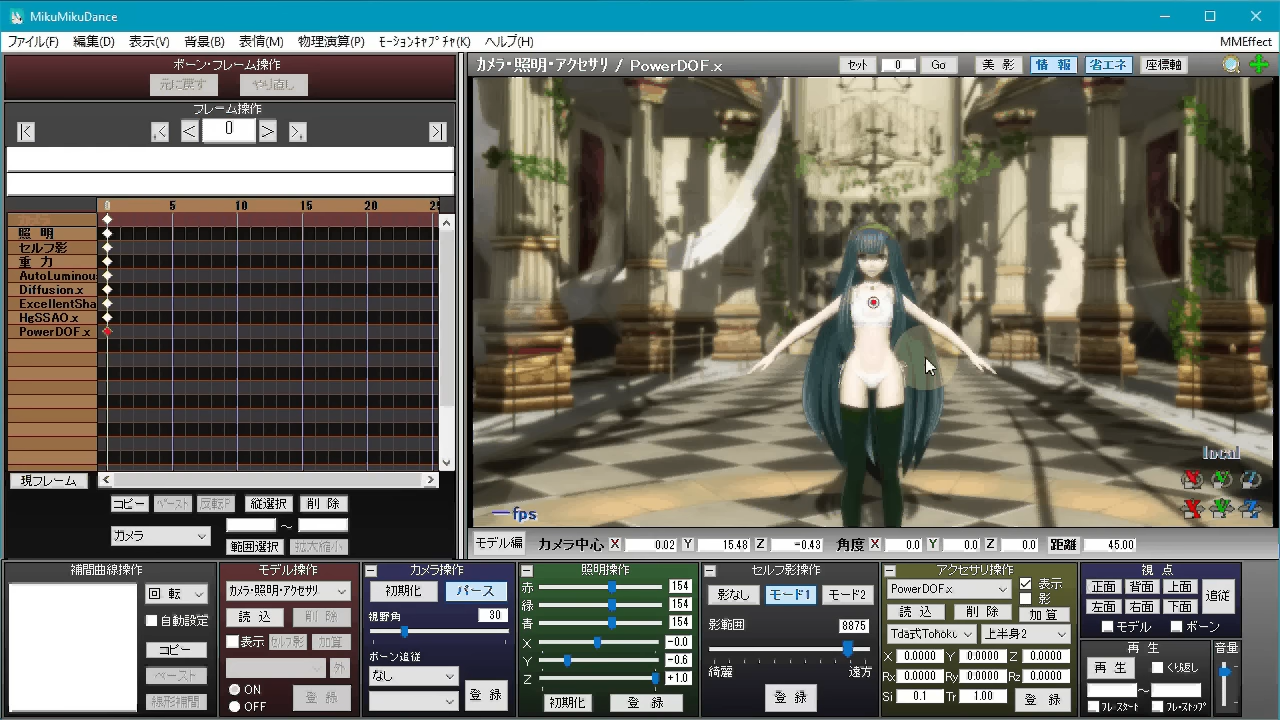 MikuMikuDance
ファイル(F) 編集(D) 表示(V) 背景(B) 表情(M) 物理演算(P) ﾓｰｼｮﾝｷｬﾌﾟﾁｬ(K) ヘルプ(H) MMEffect
ボーン・フレーム操作
元に戻す やり直し
フレーム操作
|< .< < 0 > >. >|
0 5 10 15 20 25
カメラ
照 明
セルフ影
重 力
AutoLuminou
Diffusion.x
ExcellentSha
HgSSAO.x
PowerDOF.x
現フレーム
コピー ペースト 反転P 縦選択 削 除
カメラ ～
範囲選択 拡大縮小
カメラ・照明・アクセサリ / PowerDOF.x
セット 0 Go 美 影 情 報 省エネ 座標軸
local
X Y Z
X Y Z
fps
モデル編 カメラ中心 X 0.02 Y 15.48 Z -0.43 角度 X 0.0 Y 0.0 Z 0.0 距離 45.00
補間曲線操作
回 転
自動設定
コピー
ペースト
線形補間
モデル操作
カメラ・照明・アクセサリ
読 込 削 除
表示 セルフ影 加算
外
ON
OFF
登 録
カメラ操作
初期化 パース
視野角 30
ボーン追従
なし
登 録
照明操作
赤 154
緑 154
青 154
X -0.0
Y -0.6
Z +1.0
初期化 登 録
セルフ影操作
影なし モード1 モード2
影範囲 8875
綺麗 遠方
登 録
アクセサリ操作
PowerDOF.x 表示
影
読 込 削 除 加 算
Tda式Tohoku 上半身2
X 0.0000 Y 0.0000 Z 0.0000
Rx 0.0000 Ry 0.0000 Rz 0.0000
Si 0.1 Tr 1.00 登 録
視 点
正面 背面 上面
左面 右面 下面
追従
モデル ボーン
再 生
再 生 くり返し
～
フレ・スタート フレ・ストップ
音量